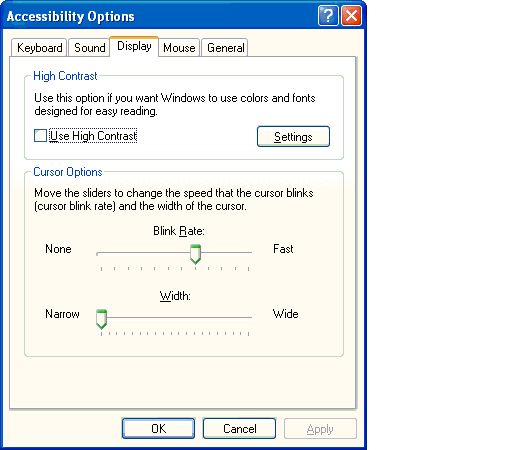 Accessibility Options
Keyboard Sound Display Mouse General
High Contrast
Use this option if you want Windows to use colors and fonts
designed for easy reading.
Use High Contrast Settings
Cursor Options
Move the sliders to change the speed that the cursor blinks
(cursor blink rate) and the width of the cursor.
Blink Rate:
None Fast
Width:
Narrow Wide
OK Cancel Apply